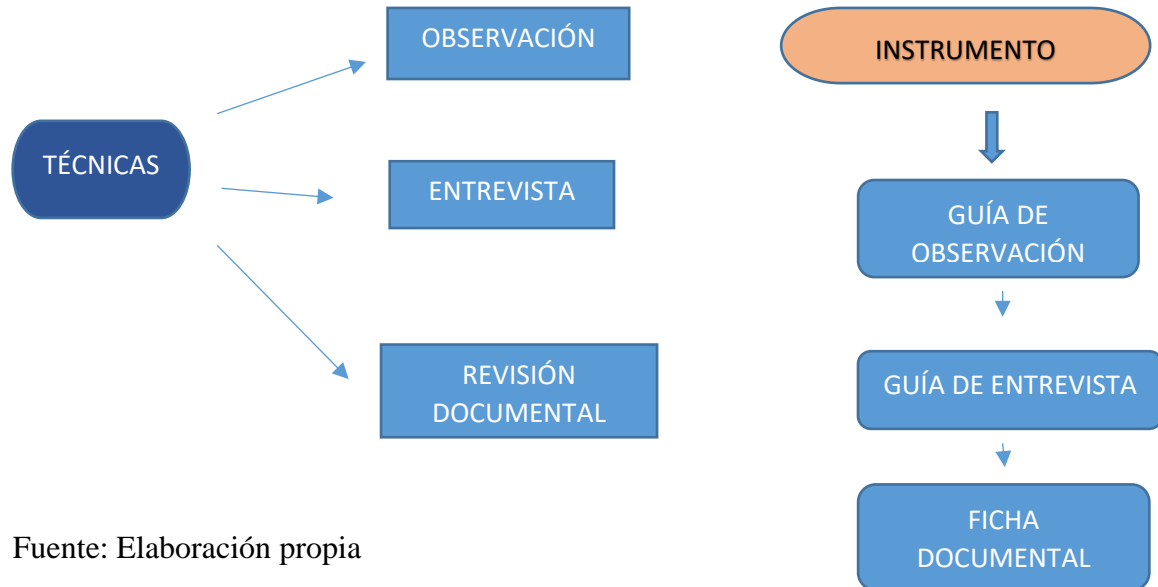 OBSERVACIÓN
INSTRUMENTO
TÉCNICAS
ENTREVISTA
GUÍA DE
OBSERVACIÓN
REVISIÓN
DOCUMENTAL
GUÍA DE ENTREVISTA
FICHA
DOCUMENTAL
Fuente: Elaboración propia